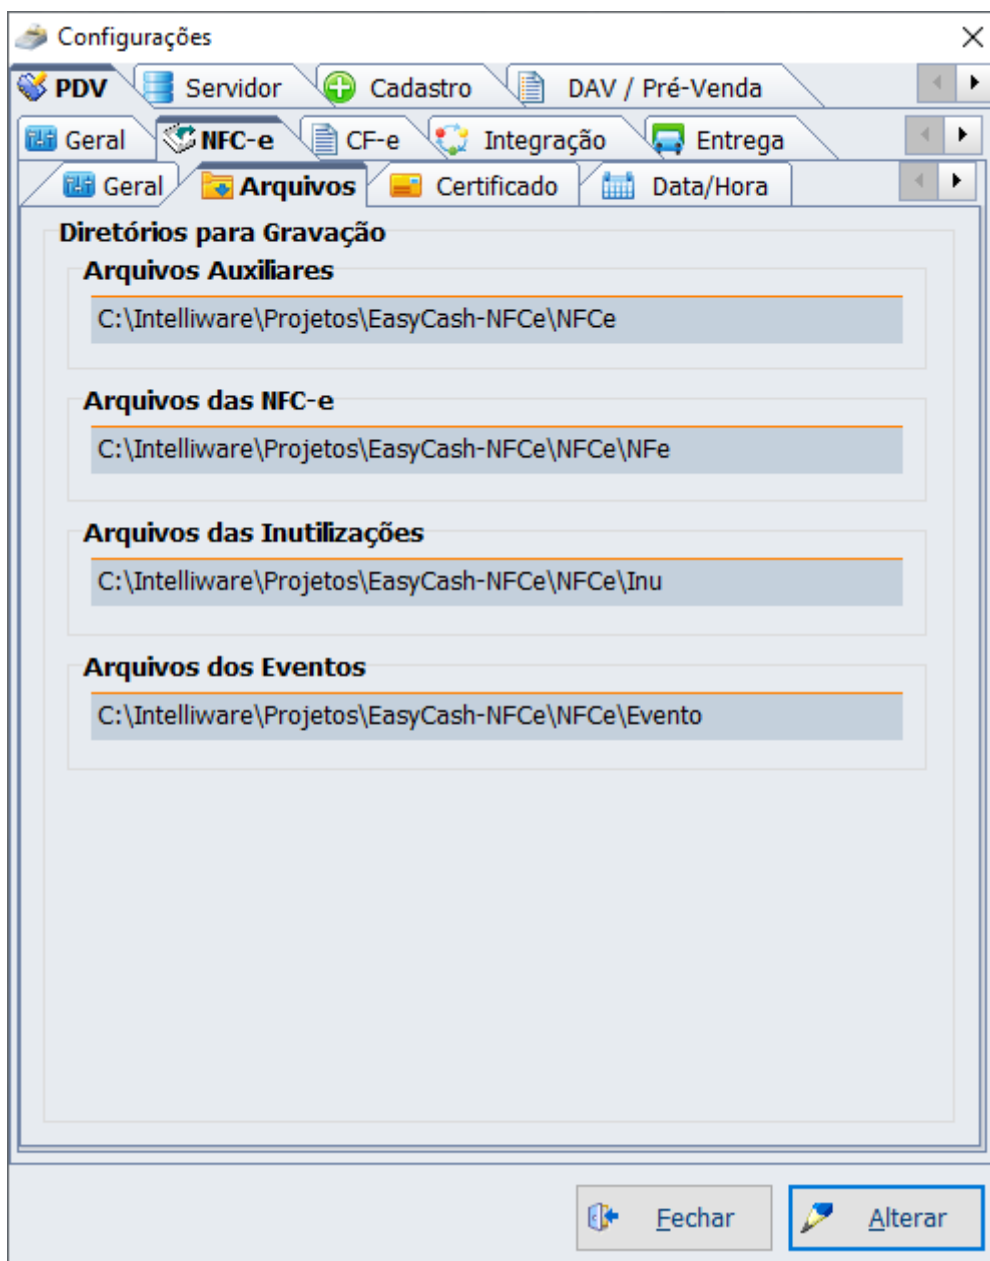 Configurações
PDV Servidor Cadastro DAV / Pré-Venda
Geral NFC-e CF-e Integração Entrega
Geral Arquivos Certificado Data/Hora
Diretórios para Gravação
Arquivos Auxiliares
C:\Intelliware\Projetos\EasyCash-NFCe\NFCe
Arquivos das NFC-e
C:\Intelliware\Projetos\EasyCash-NFCe\NFCe\NFe
Arquivos das Inutilizações
C:\Intelliware\Projetos\EasyCash-NFCe\NFCe\Inu
Arquivos dos Eventos
C:\Intelliware\Projetos\EasyCash-NFCe\NFCe\Evento
Fechar Alterar